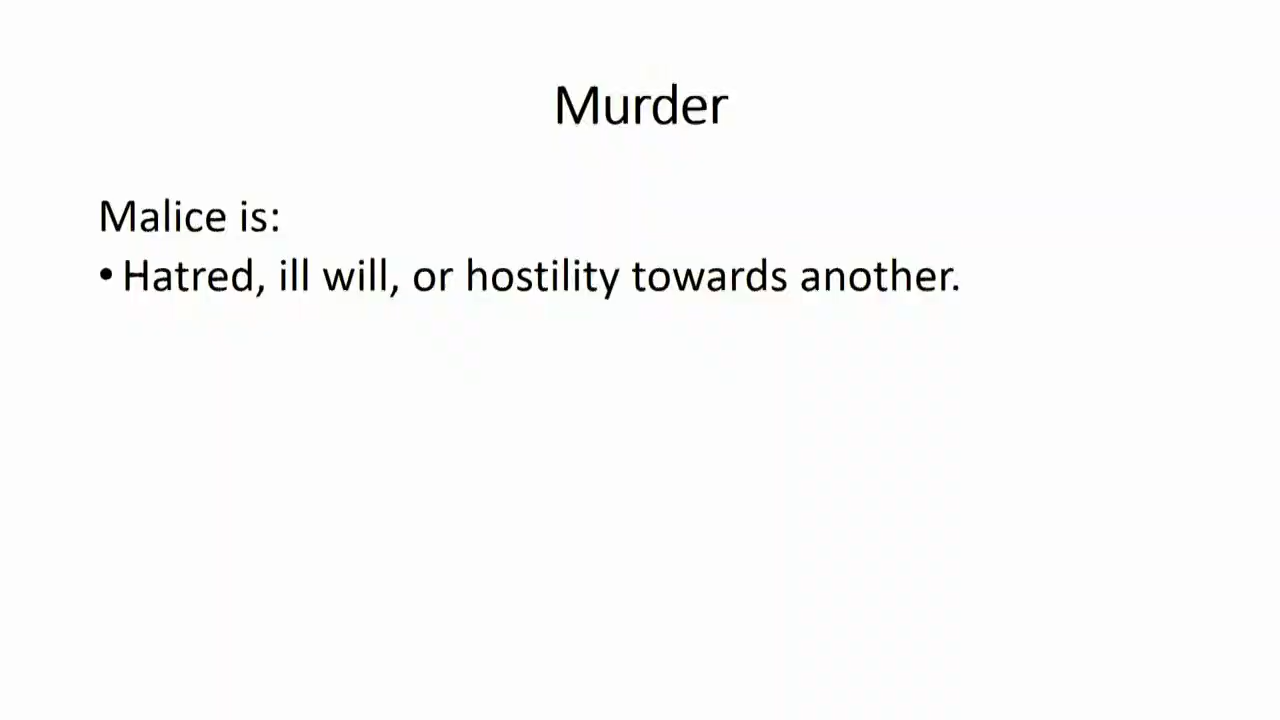 Murder
Malice is:
• Hatred, ill will, or hostility towards another.